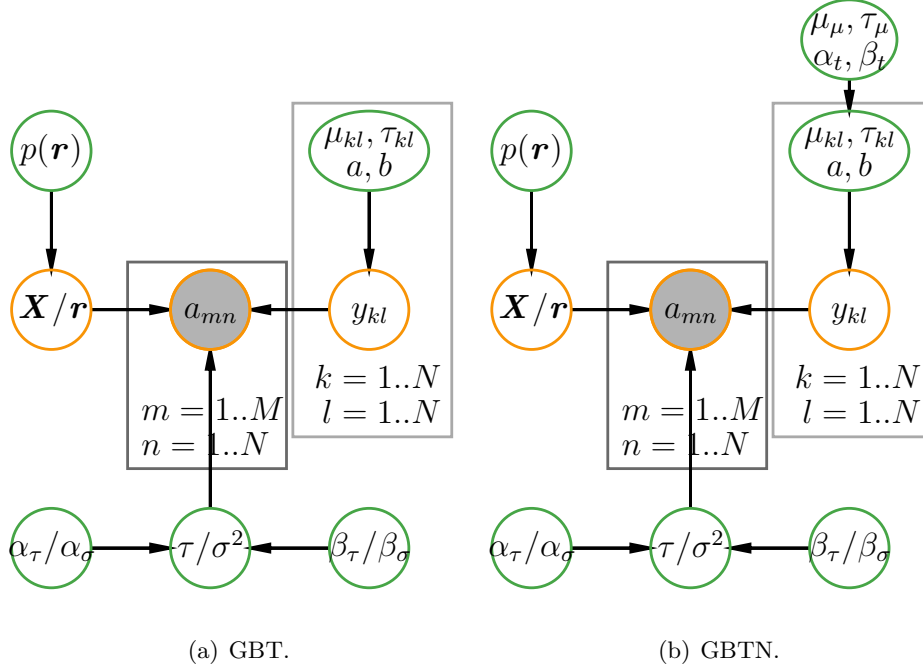 p(r)
μ_kl, τ_kl
a, b
X/r
a_mn
y_kl
k = 1..N
l = 1..N
m = 1..M
n = 1..N
α_τ/α_σ
τ/σ²
β_τ/β_σ
(a) GBT.
μ_μ, τ_μ
α_t, β_t
p(r)
μ_kl, τ_kl
a, b
X/r
a_mn
y_kl
k = 1..N
l = 1..N
m = 1..M
n = 1..N
α_τ/α_σ
τ/σ²
β_τ/β_σ
(b) GBTN.